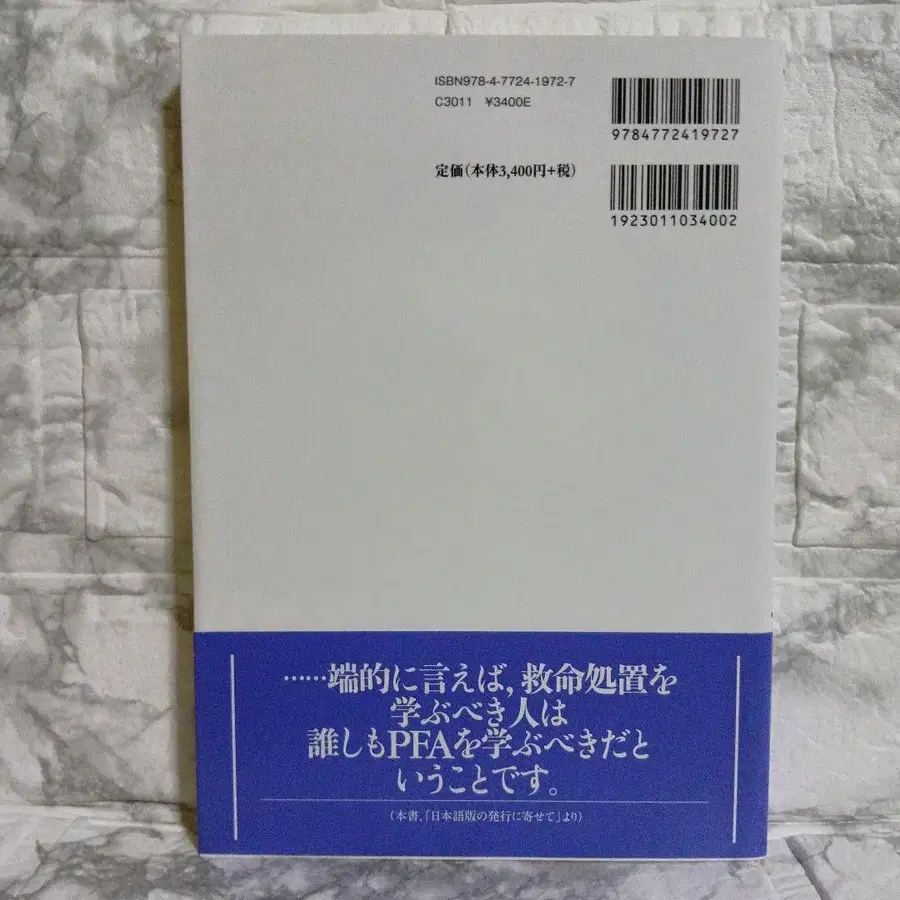 ISBN978-4-7724-1972-7
C3011 ¥3400E
9784772419727
定価(本体3,400円+税)
1923011034002
……端的に言えば,救命処置を
学ぶべき人は
誰しもPFAを学ぶべきだと
いうことです。
(本書,「日本語版の発行に寄せて」より)